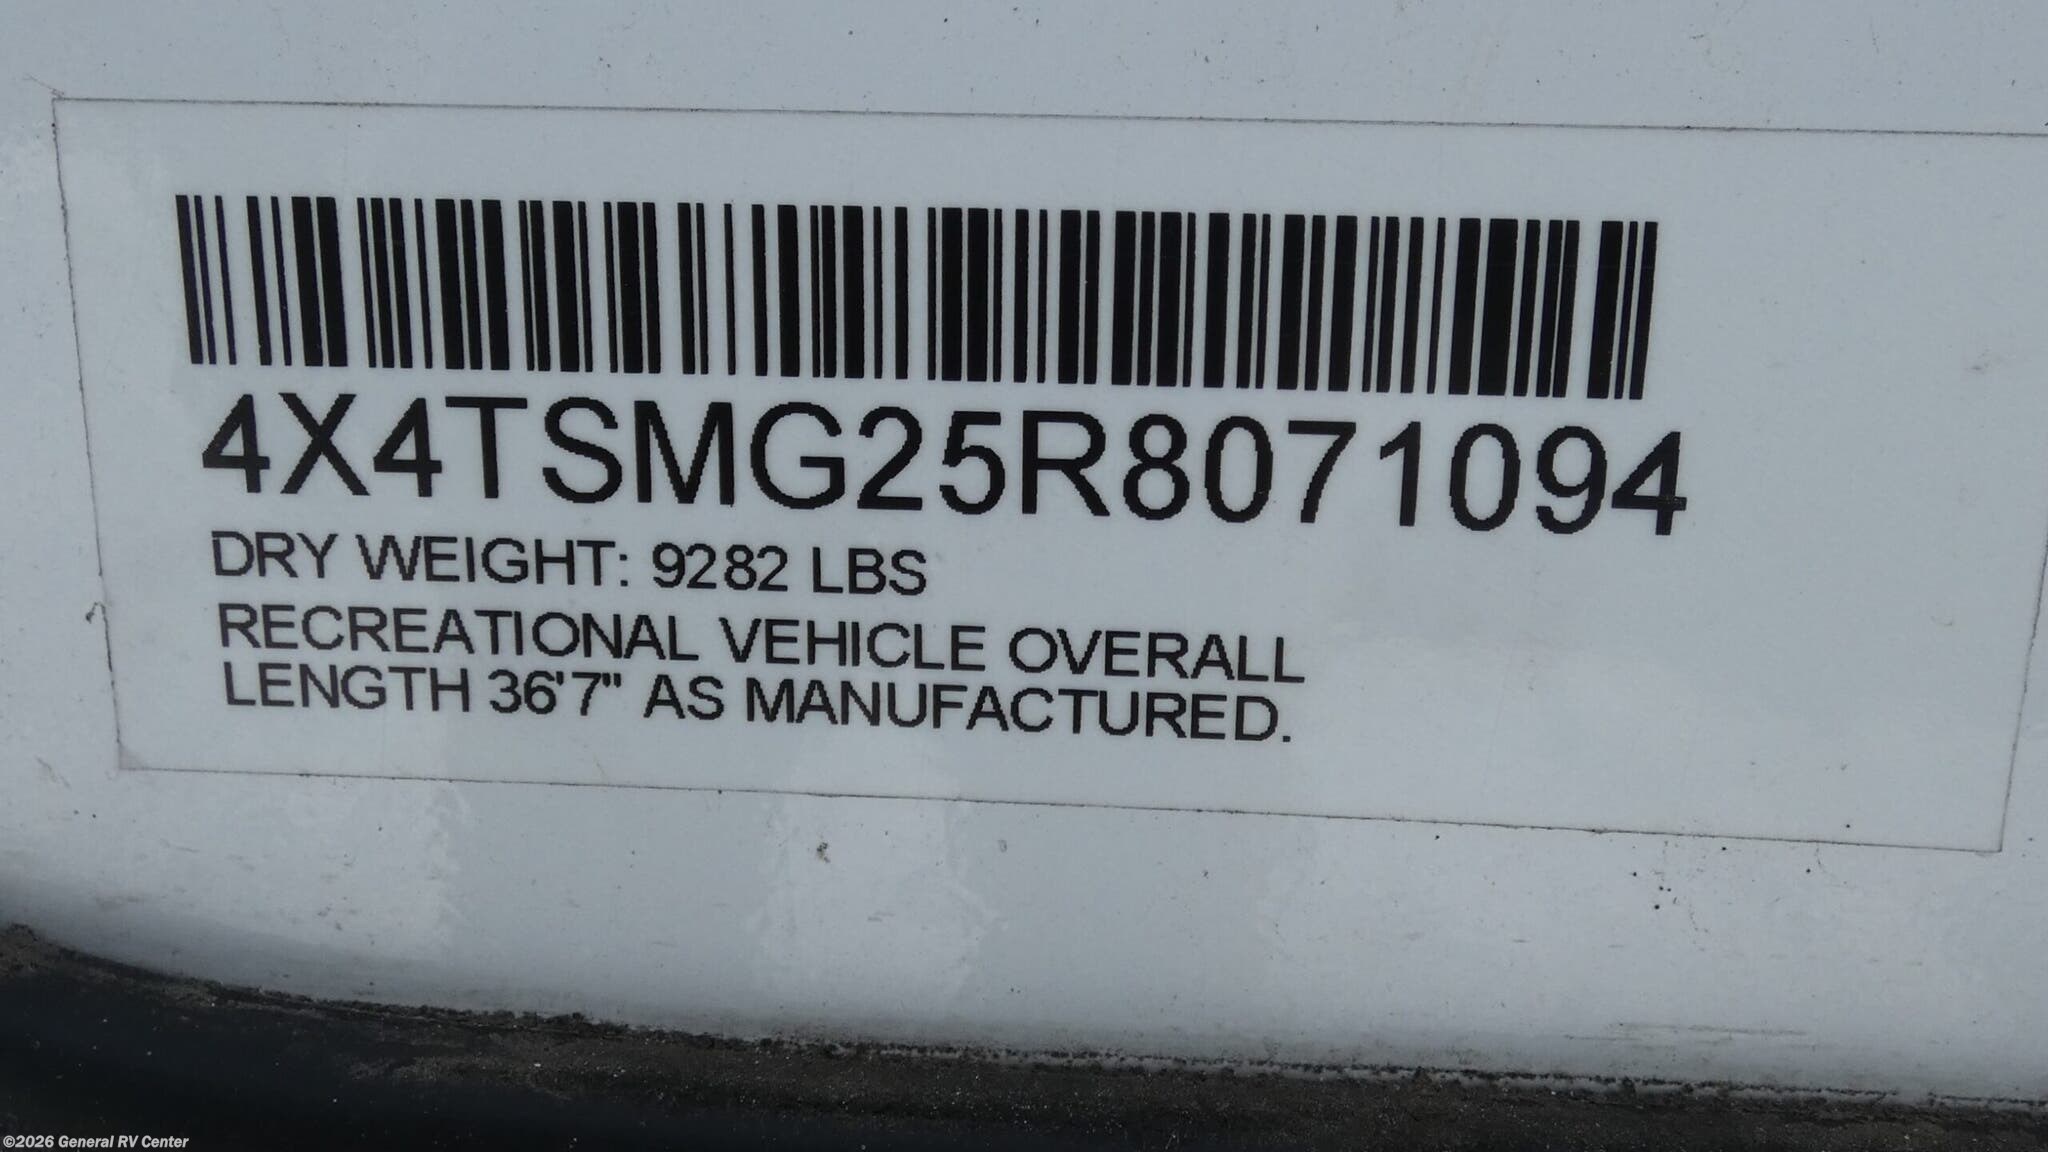 4X4TSMG25R8071094
DRY WEIGHT: 9282 LBS
RECREATIONAL VEHICLE OVERALL
LENGTH 36'7" AS MANUFACTURED.
©2026 General RV Center